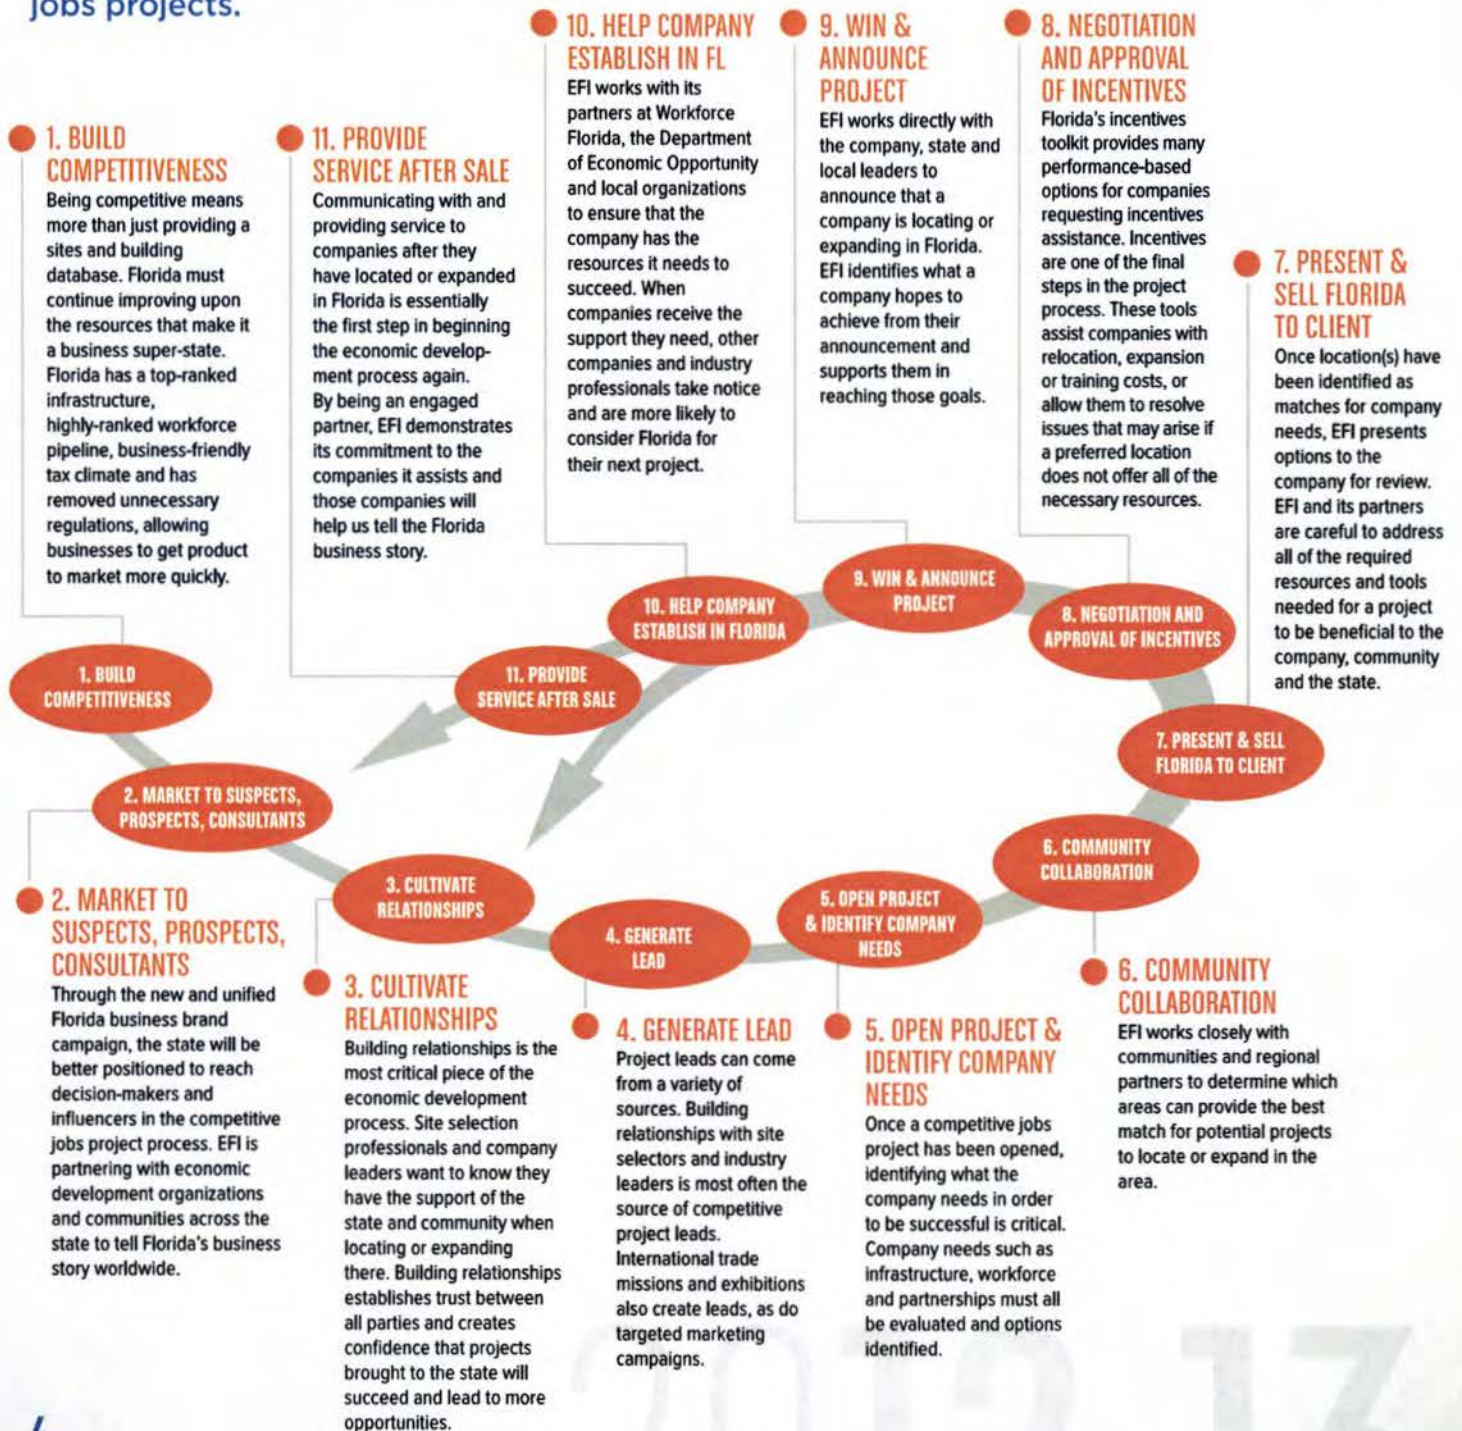 jobs projects.
1. BUILD
COMPETITIVENESS
Being competitive means
more than just providing a
sites and building
database. Florida must
continue improving upon
the resources that make it
a business super-state.
Florida has a top-ranked
infrastructure,
highly-ranked workforce
pipeline, business-friendly
tax climate and has
removed unnecessary
regulations, allowing
businesses to get product
to market more quickly.
11. PROVIDE
SERVICE AFTER SALE
Communicating with and
providing service to
companies after they
have located or expanded
in Florida is essentially
the first step in beginning
the economic develop-
ment process again.
By being an engaged
partner, EFI demonstrates
its commitment to the
companies it assists and
those companies will
help us tell the Florida
business story.
10. HELP COMPANY
ESTABLISH IN FL
EFI works with its
partners at Workforce
Florida, the Department
of Economic Opportunity
and local organizations
to ensure that the
company has the
resources it needs to
succeed. When
companies receive the
support they need, other
companies and industry
professionals take notice
and are more likely to
consider Florida for
their next project.
9. WIN &
ANNOUNCE
PROJECT
EFI works directly with
the company, state and
local leaders to
announce that a
company is locating or
expanding in Florida.
EFI identifies what a
company hopes to
achieve from their
announcement and
supports them in
reaching those goals.
8. NEGOTIATION
AND APPROVAL
OF INCENTIVES
Florida's incentives
toolkit provides many
performance-based
options for companies
requesting incentives
assistance. Incentives
are one of the final
steps in the project
process. These tools
assist companies with
relocation, expansion
or training costs, or
allow them to resolve
issues that may arise if
a preferred location
does not offer all of the
necessary resources.
7. PRESENT &
SELL FLORIDA
TO CLIENT
Once location(s) have
been identified as
matches for company
needs, EFI presents
options to the
company for review.
EFI and its partners
are careful to address
all of the required
resources and tools
needed for a project
to be beneficial to the
company, community
and the state.
1. BUILD
COMPETITIVENESS
2. MARKET TO SUSPECTS,
PROSPECTS, CONSULTANTS
3. CULTIVATE
RELATIONSHIPS
4. GENERATE
LEAD
5. OPEN PROJECT
& IDENTIFY COMPANY
NEEDS
6. COMMUNITY
COLLABORATION
7. PRESENT & SELL
FLORIDA TO CLIENT
8. NEGOTIATION AND
APPROVAL OF INCENTIVES
9. WIN & ANNOUNCE
PROJECT
10. HELP COMPANY
ESTABLISH IN FLORIDA
11. PROVIDE
SERVICE AFTER SALE
2. MARKET TO
SUSPECTS, PROSPECTS,
CONSULTANTS
Through the new and unified
Florida business brand
campaign, the state will be
better positioned to reach
decision-makers and
influencers in the competitive
jobs project process. EFI is
partnering with economic
development organizations
and communities across the
state to tell Florida's business
story worldwide.
3. CULTIVATE
RELATIONSHIPS
Building relationships is the
most critical piece of the
economic development
process. Site selection
professionals and company
leaders want to know they
have the support of the
state and community when
locating or expanding
there. Building relationships
establishes trust between
all parties and creates
confidence that projects
brought to the state will
succeed and lead to more
opportunities.
4. GENERATE LEAD
Project leads can come
from a variety of
sources. Building
relationships with site
selectors and industry
leaders is most often the
source of competitive
project leads.
International trade
missions and exhibitions
also create leads, as do
targeted marketing
campaigns.
5. OPEN PROJECT &
IDENTIFY COMPANY
NEEDS
Once a competitive jobs
project has been opened,
identifying what the
company needs in order
to be successful is critical.
Company needs such as
infrastructure, workforce
and partnerships must all
be evaluated and options
identified.
6. COMMUNITY
COLLABORATION
EFI works closely with
communities and regional
partners to determine which
areas can provide the best
match for potential projects
to locate or expand in the
area.